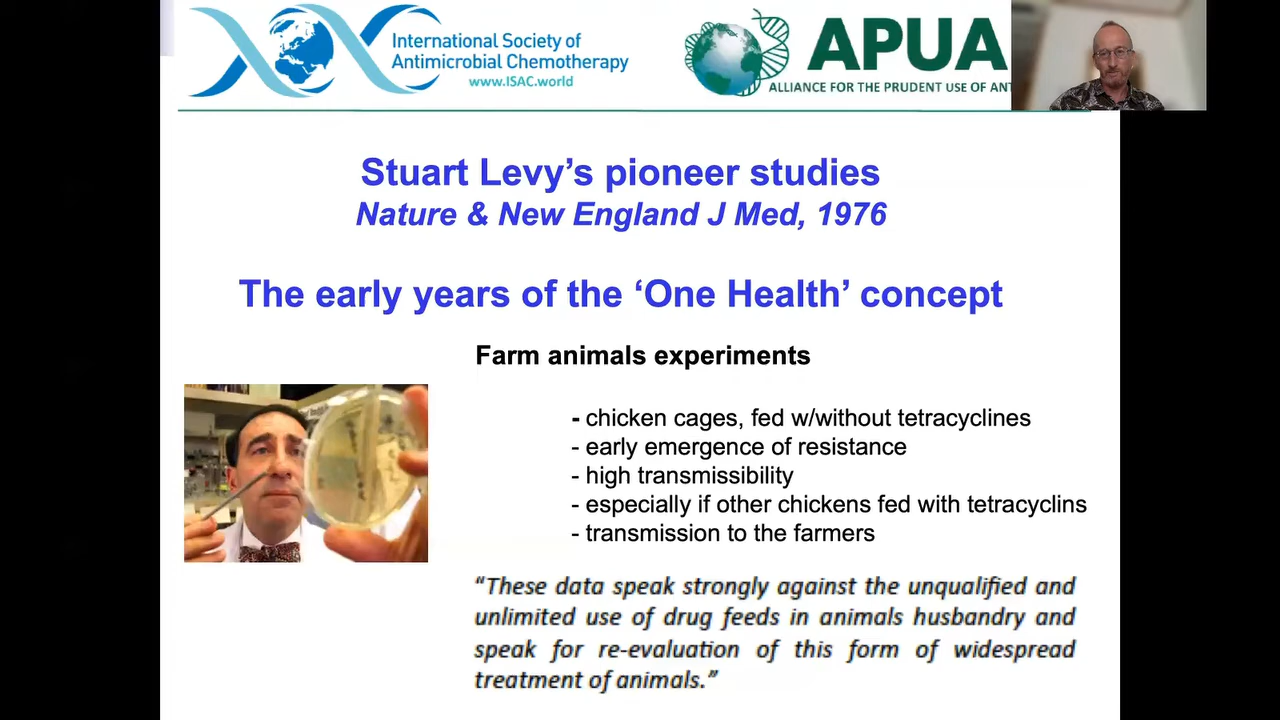 International Society of
Antimicrobial Chemotherapy
www.ISAC.world
APUA
ALLIANCE FOR THE PRUDENT USE OF
Stuart Levy’s pioneer studies
Nature & New England J Med, 1976
The early years of the ‘One Health’ concept
Farm animals experiments
- chicken cages, fed w/without tetracyclines
- early emergence of resistance
- high transmissibility
- especially if other chickens fed with tetracyclins
- transmission to the farmers
“These data speak strongly against the unqualified and
unlimited use of drug feeds in animals husbandry and
speak for re-evaluation of this form of widespread
treatment of animals.”